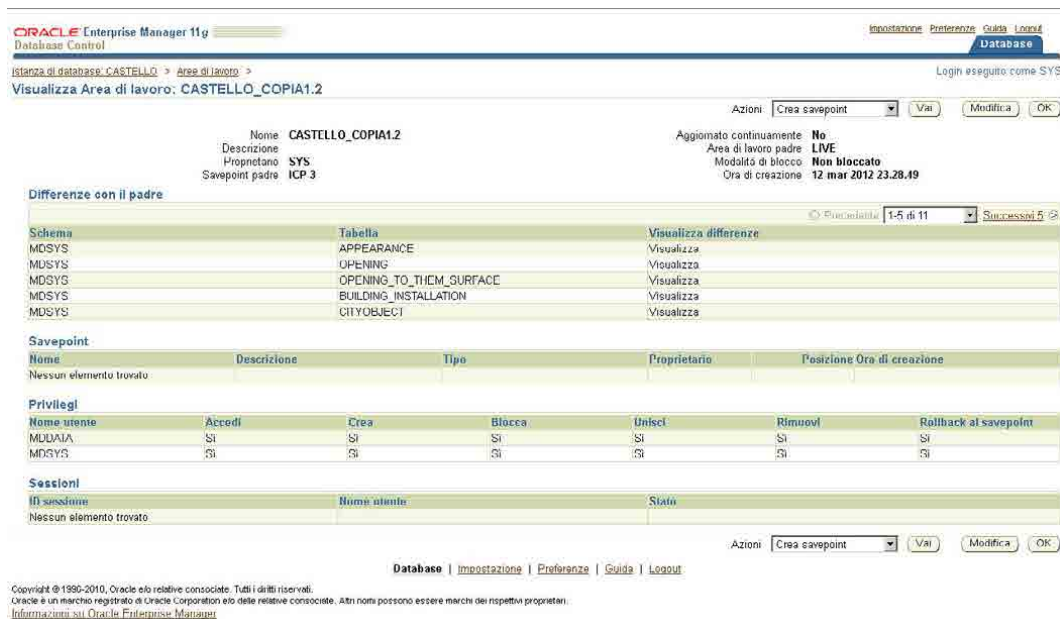 ORACLE Enterprise Manager 11g
Database Control
Impostazione Preferenze Guida Logout
Database
Istanza di database: CASTELLO > Aree di lavoro >
Login eseguito come SYS
Visualizza Area di lavoro: CASTELLO_COPIA1.2
Azioni Crea savepoint Vai Modifica OK
Nome CASTELLO_COPIA1.2
Descrizione
Proprietario SYS
Savepoint padre ICP 3
Aggiornato continuamente No
Area di lavoro padre LIVE
Modalità di blocco Non bloccato
Ora di creazione 12 mar 2012 23.28.49
Differenze con il padre
Precedente 1-5 di 11 Successivi 5
Schema Tabella Visualizza differenze
MDSYS APPEARANCE Visualizza
MDSYS OPENING Visualizza
MDSYS OPENING_TO_THEM_SURFACE Visualizza
MDSYS BUILDING_INSTALLATION Visualizza
MDSYS CITYOBJECT Visualizza
Savepoint
Nome Descrizione Tipo Proprietario Posizione Ora di creazione
Nessun elemento trovato
Privilegi
Nome utente Accedi Crea Blocca Unisci Rimuovi Rollback al savepoint
MDDATA Sì Sì Sì Sì Sì Sì
MDSYS Sì Sì Sì Sì Sì Sì
Sessioni
ID sessione Nome utente Stato
Nessun elemento trovato
Azioni Crea savepoint Vai Modifica OK
Database | Impostazione | Preferenze | Guida | Logout
Copyright © 1996-2010, Oracle e/o relative consociate. Tutti i diritti riservati.
Oracle è un marchio registrato di Oracle Corporation e/o delle relative consociate. Altri nomi possono essere marchi dei rispettivi proprietari.
Informazioni su Oracle Enterprise Manager